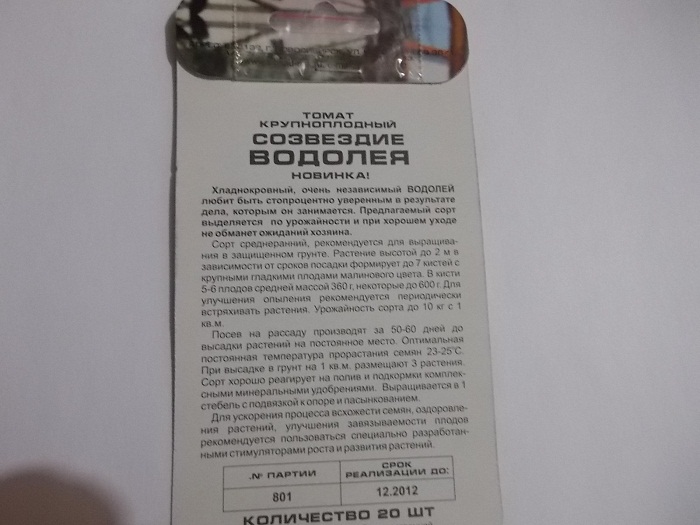 ТОМАТ
КРУПНОПЛОДНЫЙ
СОЗВЕЗДИЕ
ВОДОЛЕЯ
НОВИНКА!
Хладнокровный, очень независимый ВОДОЛЕЙ
любит быть стопроцентно уверенным в результате
дела, которым он занимается. Предлагаемый сорт
выделяется по урожайности и при хорошем уходе
не обманет ожиданий хозяина.
Сорт среднеранний, рекомендуется для выращива-
ния в защищенном грунте. Растение высотой до 2 м в
зависимости от сроков посадки формирует до 7 кистей с
крупными гладкими плодами малинового цвета. В кисти
5-6 плодов средней массой 360 г, некоторые до 600 г. Для
улучшения опыления рекомендуется периодически
встряхивать растения. Урожайность сорта до 10 кг с 1
кв.м.
Посев на рассаду производят за 50-60 дней до
высадки растений на постоянное место. Оптимальная
постоянная температура прорастания семян 23-25°С.
При высадке в грунт на 1 кв.м. размещают 3 растения.
Сорт хорошо реагирует на полив и подкормки комплек-
сными минеральными удобрениями. Выращивается в 1
стебель с подвязкой к опоре и пасынкованием.
Для ускорения процесса всхожести семян, оздоровле-
ния растений, улучшения завязываемости плодов
рекомендуется пользоваться специально разработан-
ными стимуляторами роста и развития растений.
.№ ПАРТИИ
СРОК
РЕАЛИЗАЦИИ ДО:
801
12.2012
КОЛИЧЕСТВО 20 ШТ